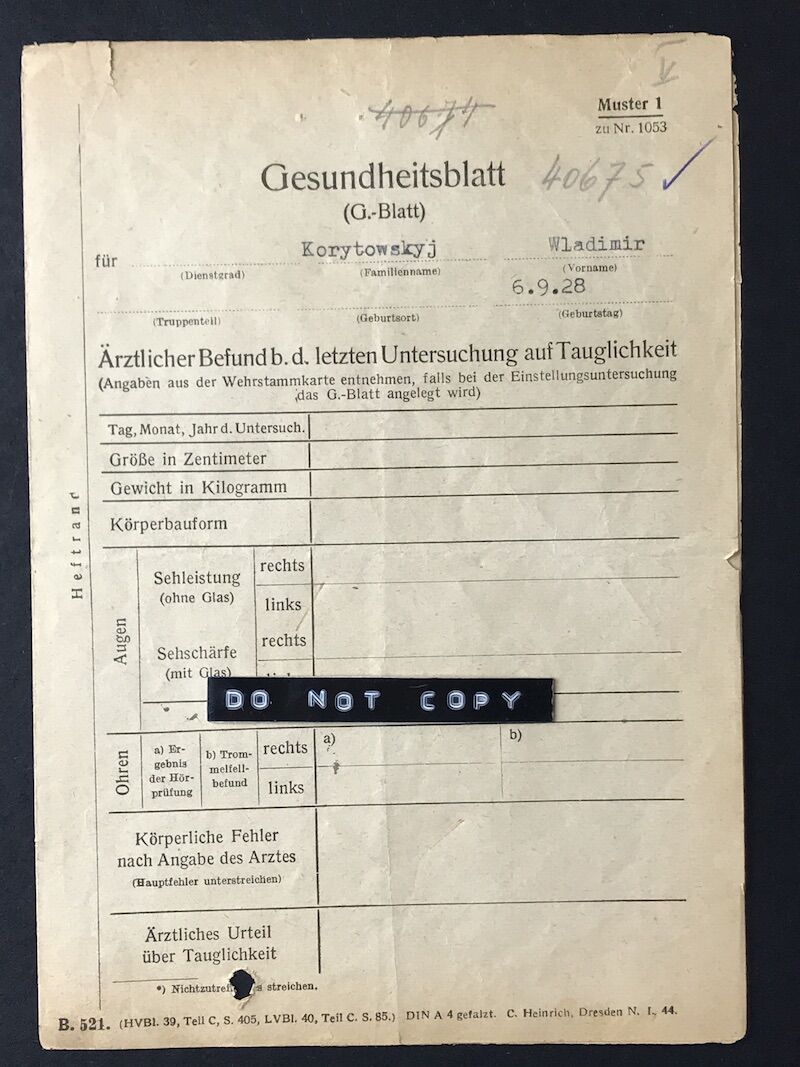 V
40674
Muster 1
zu Nr. 1053
Gesundheitsblatt 40675
(G.-Blatt)
für Korytowskyj Wladimir
(Dienstgrad) (Familienname) (Vorname)
6.9.28
(Truppenteil) (Geburtsort) (Geburtstag)
Ärztlicher Befund b. d. letzten Untersuchung auf Tauglichkeit
(Angaben aus der Wehrstammkarte entnehmen, falls bei der Einstellungsuntersuchung
das G.-Blatt angelegt wird)
Tag, Monat, Jahr d. Untersuch.
Größe in Zentimeter
Gewicht in Kilogramm
Körperbauform
Heftrand
Augen
Sehleistung
(ohne Glas)
rechts
links
Sehschärfe
(mit Glas)
rechts
DO NOT COPY
Ohren
a) Er-
gebnis
der Hör-
prüfung
b) Trom-
melfell-
befund
rechts
links
a) b)
Körperliche Fehler
nach Angabe des Arztes
(Hauptfehler unterstreichen)
Ärztliches Urteil
über Tauglichkeit
*) streichen.
B. 521. (HVBl. 39, Teil C, S. 405, LVBl. 40, Teil C. S. 85.) DIN A 4 gefalzt. C. Heinrich, Dresden N. I. 44.